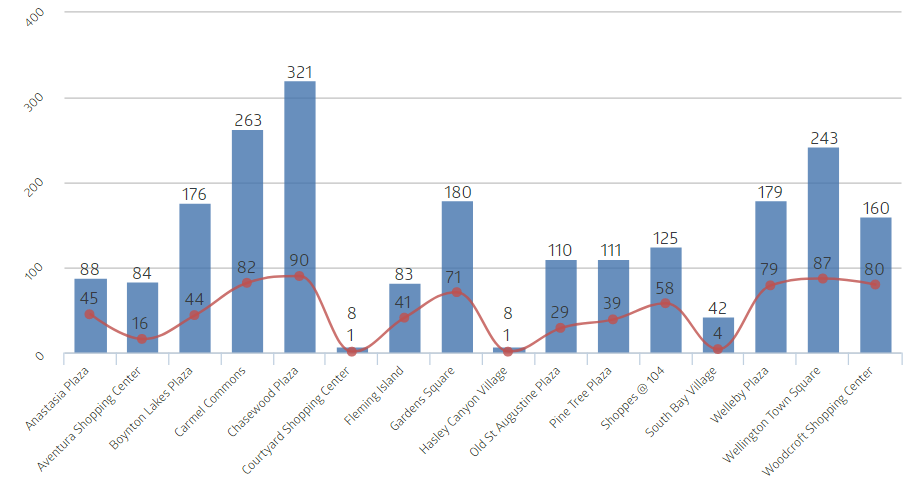 400
300
200
100
0
88
45
84
16
176
44
263
82
321
90
8
1
83
41
180
71
8
1
110
29
111
39
125
58
42
4
179
79
243
87
160
80
Anastasia Plaza
Aventura Shopping Center
Boynton Lakes Plaza
Carmel Commons
Chasewood Plaza
Courtyard Shopping Center
Fleming Island
Gardens Square
Hasley Canyon Village
Old St Augustine Plaza
Pine Tree Plaza
Shoppes @ 104
South Bay Village
Welleby Plaza
Wellington Town Square
Woodcroft Shopping Center